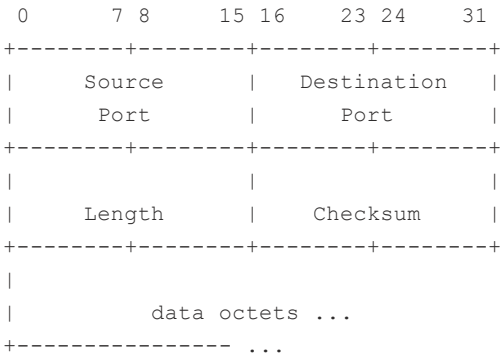 0      7 8     15 16    23 24    31
+--------+--------+--------+--------+
|     Source      |   Destination   |
|      Port       |      Port       |
+--------+--------+--------+--------+
|                 |                 |
|     Length      |    Checksum     |
+--------+--------+--------+--------+
|
|          data octets ...
+---------------- ...